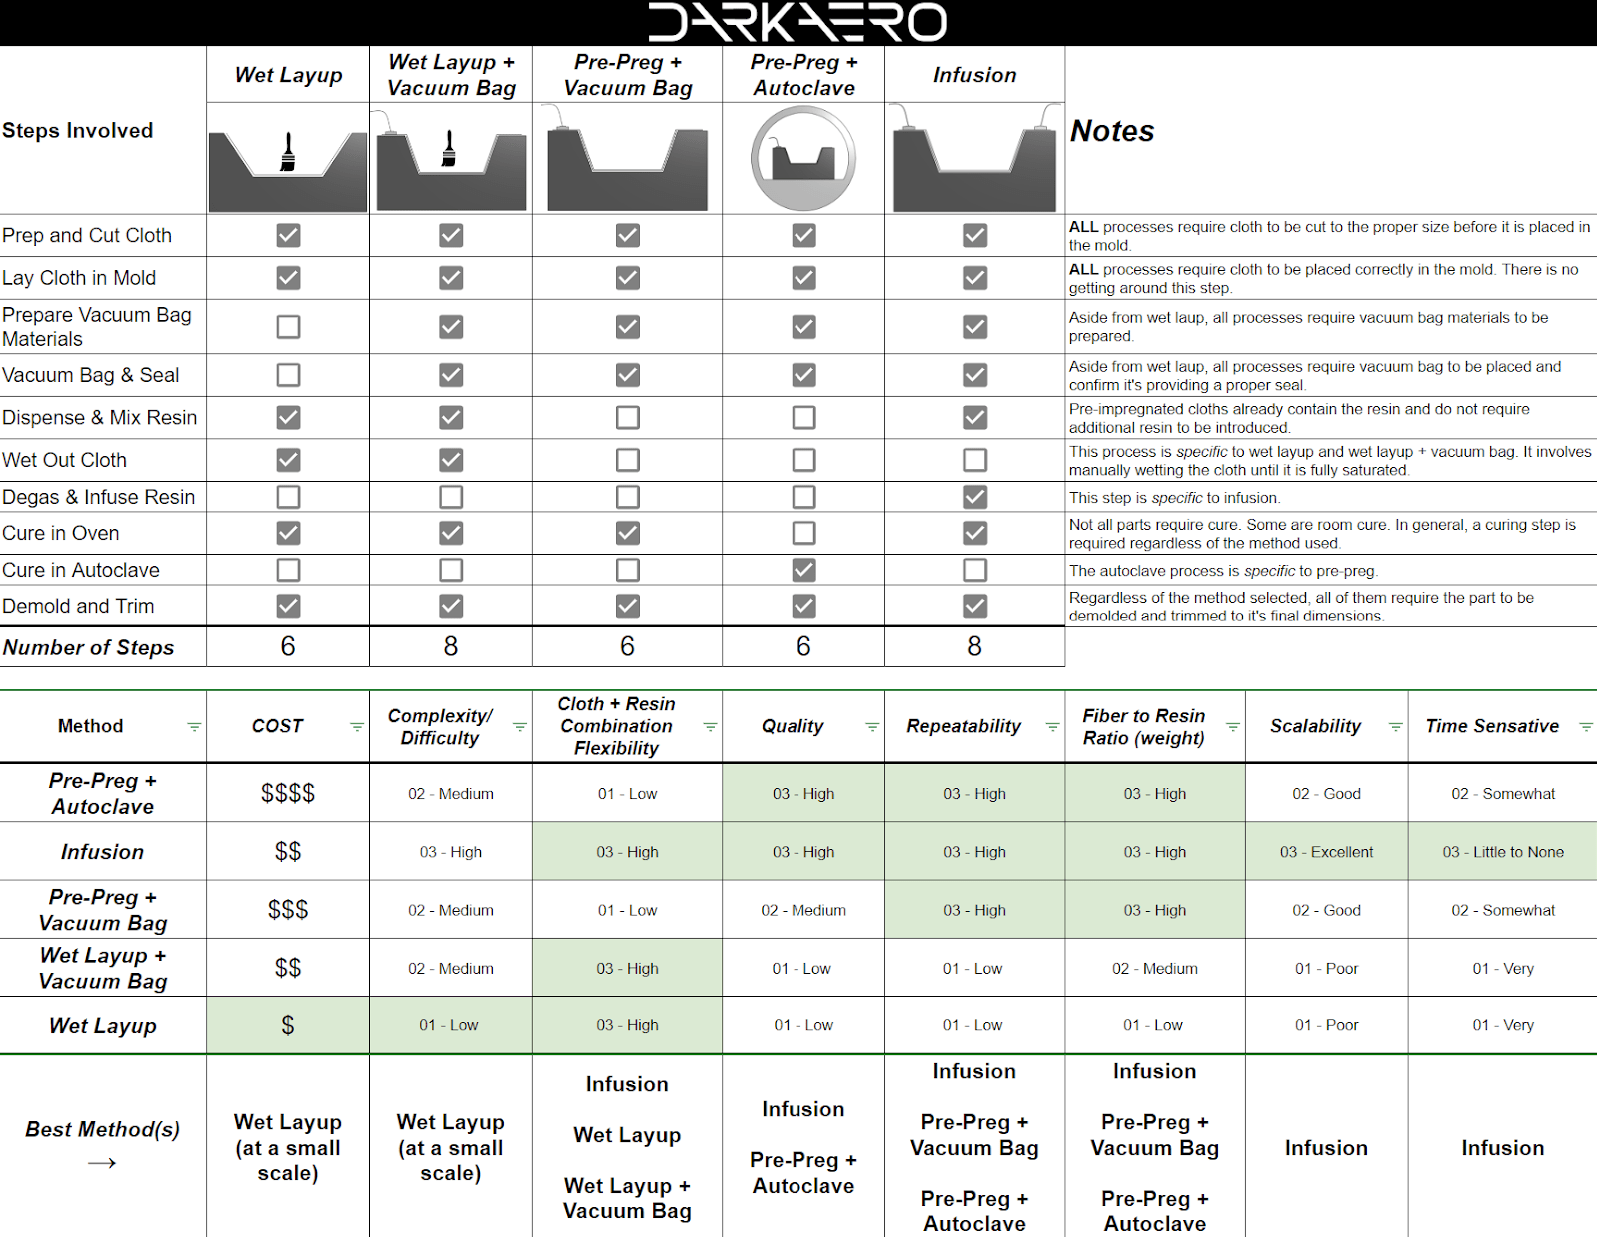 DARKAERO
Steps Involved
Wet Layup
Wet Layup +
Vacuum Bag
Pre-Preg +
Vacuum Bag
Pre-Preg +
Autoclave
Infusion
Notes
Prep and Cut Cloth
ALL processes require cloth to be cut to the proper size before it is placed in
the mold.
Lay Cloth in Mold
ALL processes require cloth to be placed correctly in the mold. There is no
getting around this step.
Prepare Vacuum Bag
Materials
Aside from wet laup, all processes require vacuum bag materials to be
prepared.
Vacuum Bag & Seal
Aside from wet laup, all processes require vacuum bag to be placed and
confirm it's providing a proper seal.
Dispense & Mix Resin
Pre-impregnated cloths already contain the resin and do not require
additional resin to be introduced.
Wet Out Cloth
This process is specific to wet layup and wet layup + vacuum bag. It involves
manually wetting the cloth until it is fully saturated.
Degas & Infuse Resin
This step is specific to infusion.
Cure in Oven
Not all parts require cure. Some are room cure. In general, a curing step is
required regardless of the method used.
Cure in Autoclave
The autoclave process is specific to pre-preg.
Demold and Trim
Regardless of the method selected, all of them require the part to be
demolded and trimmed to it's final dimensions.
Number of Steps
6
8
6
6
8
Method
COST
Complexity/
Difficulty
Cloth + Resin
Combination
Flexibility
Quality
Repeatability
Fiber to Resin
Ratio (weight)
Scalability
Time Sensative
Pre-Preg +
Autoclave
$$$$
02 - Medium
01 - Low
03 - High
03 - High
03 - High
02 - Good
02 - Somewhat
Infusion
$$
03 - High
03 - High
03 - High
03 - High
03 - High
03 - Excellent
03 - Little to None
Pre-Preg +
Vacuum Bag
$$$
02 - Medium
01 - Low
02 - Medium
03 - High
03 - High
02 - Good
02 - Somewhat
Wet Layup +
Vacuum Bag
$$
02 - Medium
03 - High
01 - Low
01 - Low
02 - Medium
01 - Poor
01 - Very
Wet Layup
$
01 - Low
03 - High
01 - Low
01 - Low
01 - Low
01 - Poor
01 - Very
Best Method(s)
→
Wet Layup
(at a small
scale)
Wet Layup
(at a small
scale)
Infusion
Wet Layup
Wet Layup +
Vacuum Bag
Infusion
Pre-Preg +
Autoclave
Infusion
Pre-Preg +
Vacuum Bag
Pre-Preg +
Autoclave
Infusion
Pre-Preg +
Vacuum Bag
Pre-Preg +
Autoclave
Infusion
Infusion